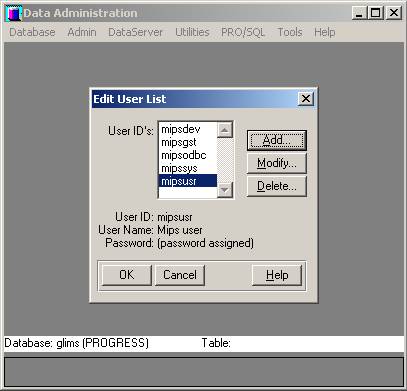 Data Administration
Database Admin DataServer Utilities PRO/SQL Tools Help
Edit User List
User ID's:
mipsdev
mipsgst
mipsodbc
mipssys
mipsusr
Add...
Modify...
Delete...
User ID: mipsusr
User Name: Mips user
Password: (password assigned)
OK Cancel Help
Database: glims (PROGRESS) Table: